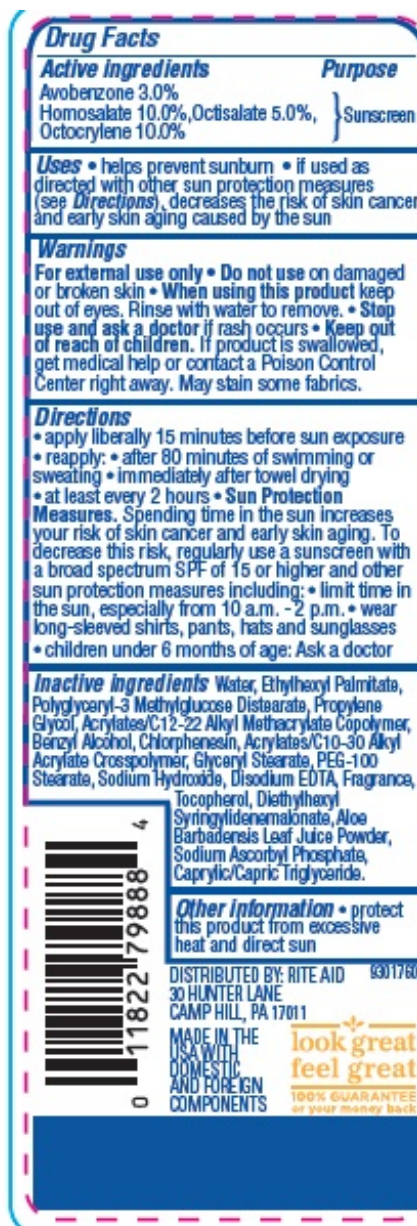 Drug Facts
Active ingredients Purpose
Avobenzone 3.0%
Homosalate 10.0%,Octisalate 5.0%, } Sunscreen
Octocrylene 10.0%
Uses • helps prevent sunburn • if used as
directed with other sun protection measures
(see Directions), decreases the risk of skin cancer
and early skin aging caused by the sun
Warnings
For external use only • Do not use on damaged
or broken skin • When using this product keep
out of eyes. Rinse with water to remove. • Stop
use and ask a doctor if rash occurs • Keep out
of reach of children. If product is swallowed,
get medical help or contact a Poison Control
Center right away. May stain some fabrics.
Directions
• apply liberally 15 minutes before sun exposure
• reapply: • after 80 minutes of swimming or
sweating • immediately after towel drying
• at least every 2 hours • Sun Protection
Measures. Spending time in the sun increases
your risk of skin cancer and early skin aging. To
decrease this risk, regularly use a sunscreen with
a broad spectrum SPF of 15 or higher and other
sun protection measures including: • limit time in
the sun, especially from 10 a.m. - 2 p.m. • wear
long-sleeved shirts, pants, hats and sunglasses
• children under 6 months of age: Ask a doctor
Inactive ingredients Water, Ethylhexyl Palmitate,
Polyglyceryl-3 Methylglucose Distearate, Propylene
Glycol, Acrylates/C12-22 Alkyl Methacrylate Copolymer,
Benzyl Alcohol, Chlorphenesin, Acrylates/C10-30 Alkyl
Acrylate Crosspolymer, Glyceryl Stearate, PEG-100
Stearate, Sodium Hydroxide, Disodium EDTA, Fragrance,
Tocopherol, Diethylhexyl
Syringylidenemalonate, Aloe
Barbadensis Leaf Juice Powder,
Sodium Ascorbyl Phosphate,
Caprylic/Capric Triglyceride.
Other information • protect
this product from excessive
heat and direct sun
0 11822 79888 4
DISTRIBUTED BY: RITE AID 9301760
30 HUNTER LANE
CAMP HILL, PA 17011
MADE IN THE
USA WITH
DOMESTIC
AND FOREIGN
COMPONENTS
look great
feel great
100% GUARANTEE
or your money back